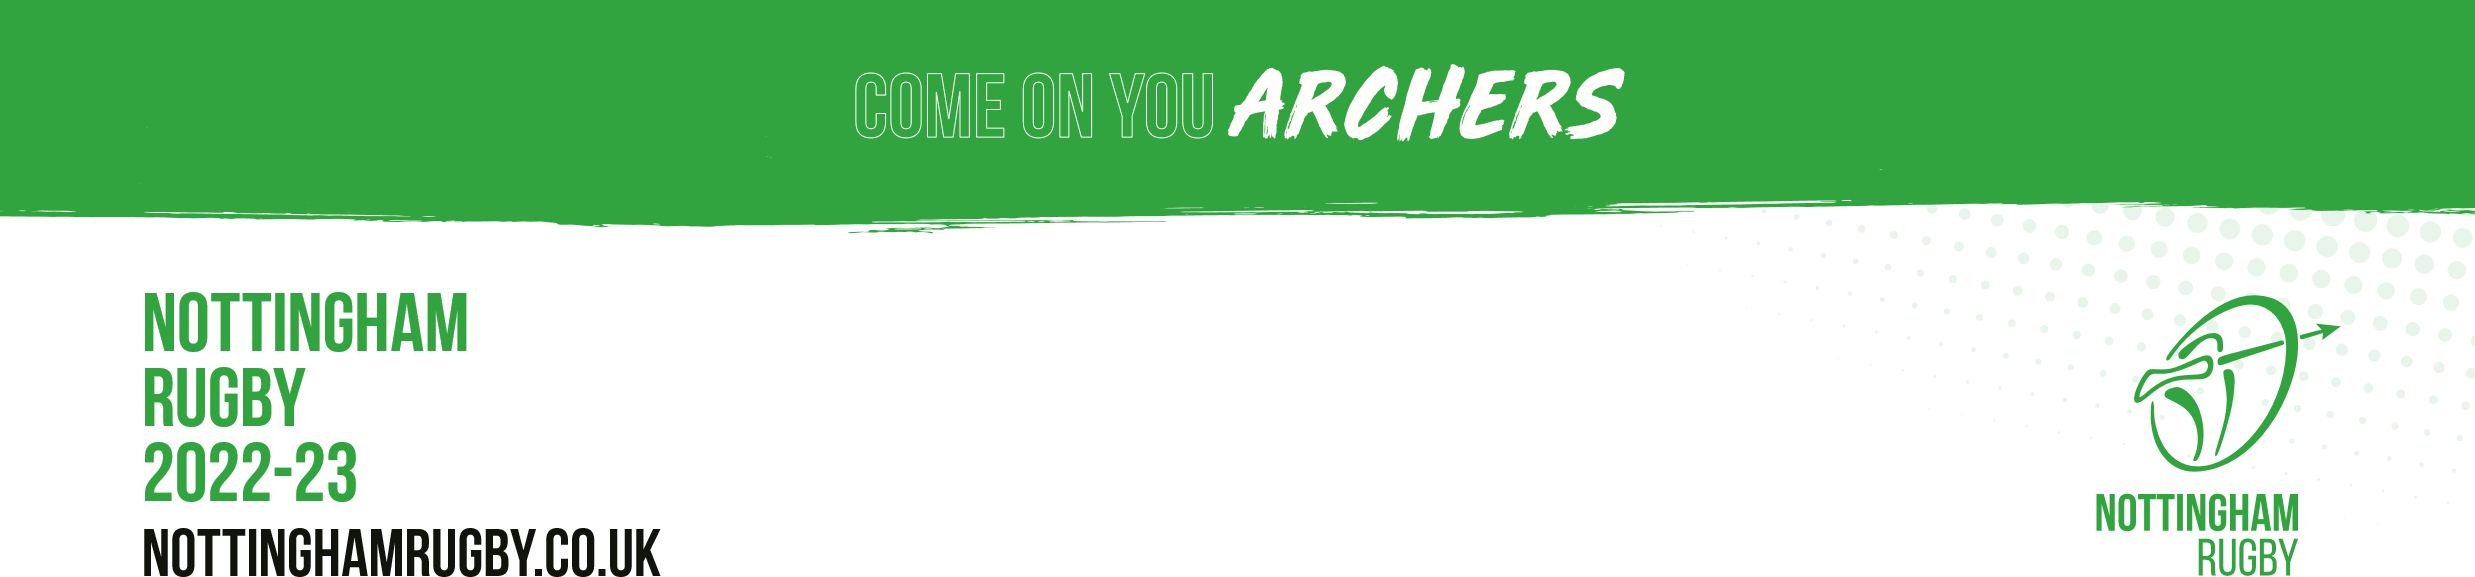 COME ON YOU ARCHERS
NOTTINGHAM
RUGBY
2022-23
NOTTINGHAMRUGBY.CO.UK
NOTTINGHAM
RUGBY